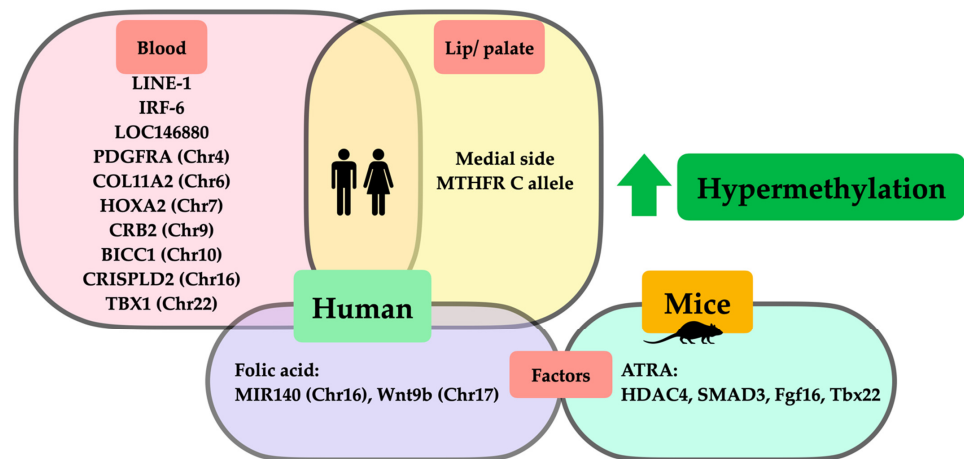 Blood
LINE-1
IRF-6
LOC146880
PDGFRA (Chr4)
COL11A2 (Chr6)
HOXA2 (Chr7)
CRB2 (Chr9)
BICC1 (Chr10)
CRISPLD2 (Chr16)
TBX1 (Chr22)
Lip/ palate
Medial side
MTHFR C allele
Hypermethylation
Human
Mice
Folic acid:
MIR140 (Chr16), Wnt9b (Chr17)
Factors
ATRA:
HDAC4, SMAD3, Fgf16, Tbx22